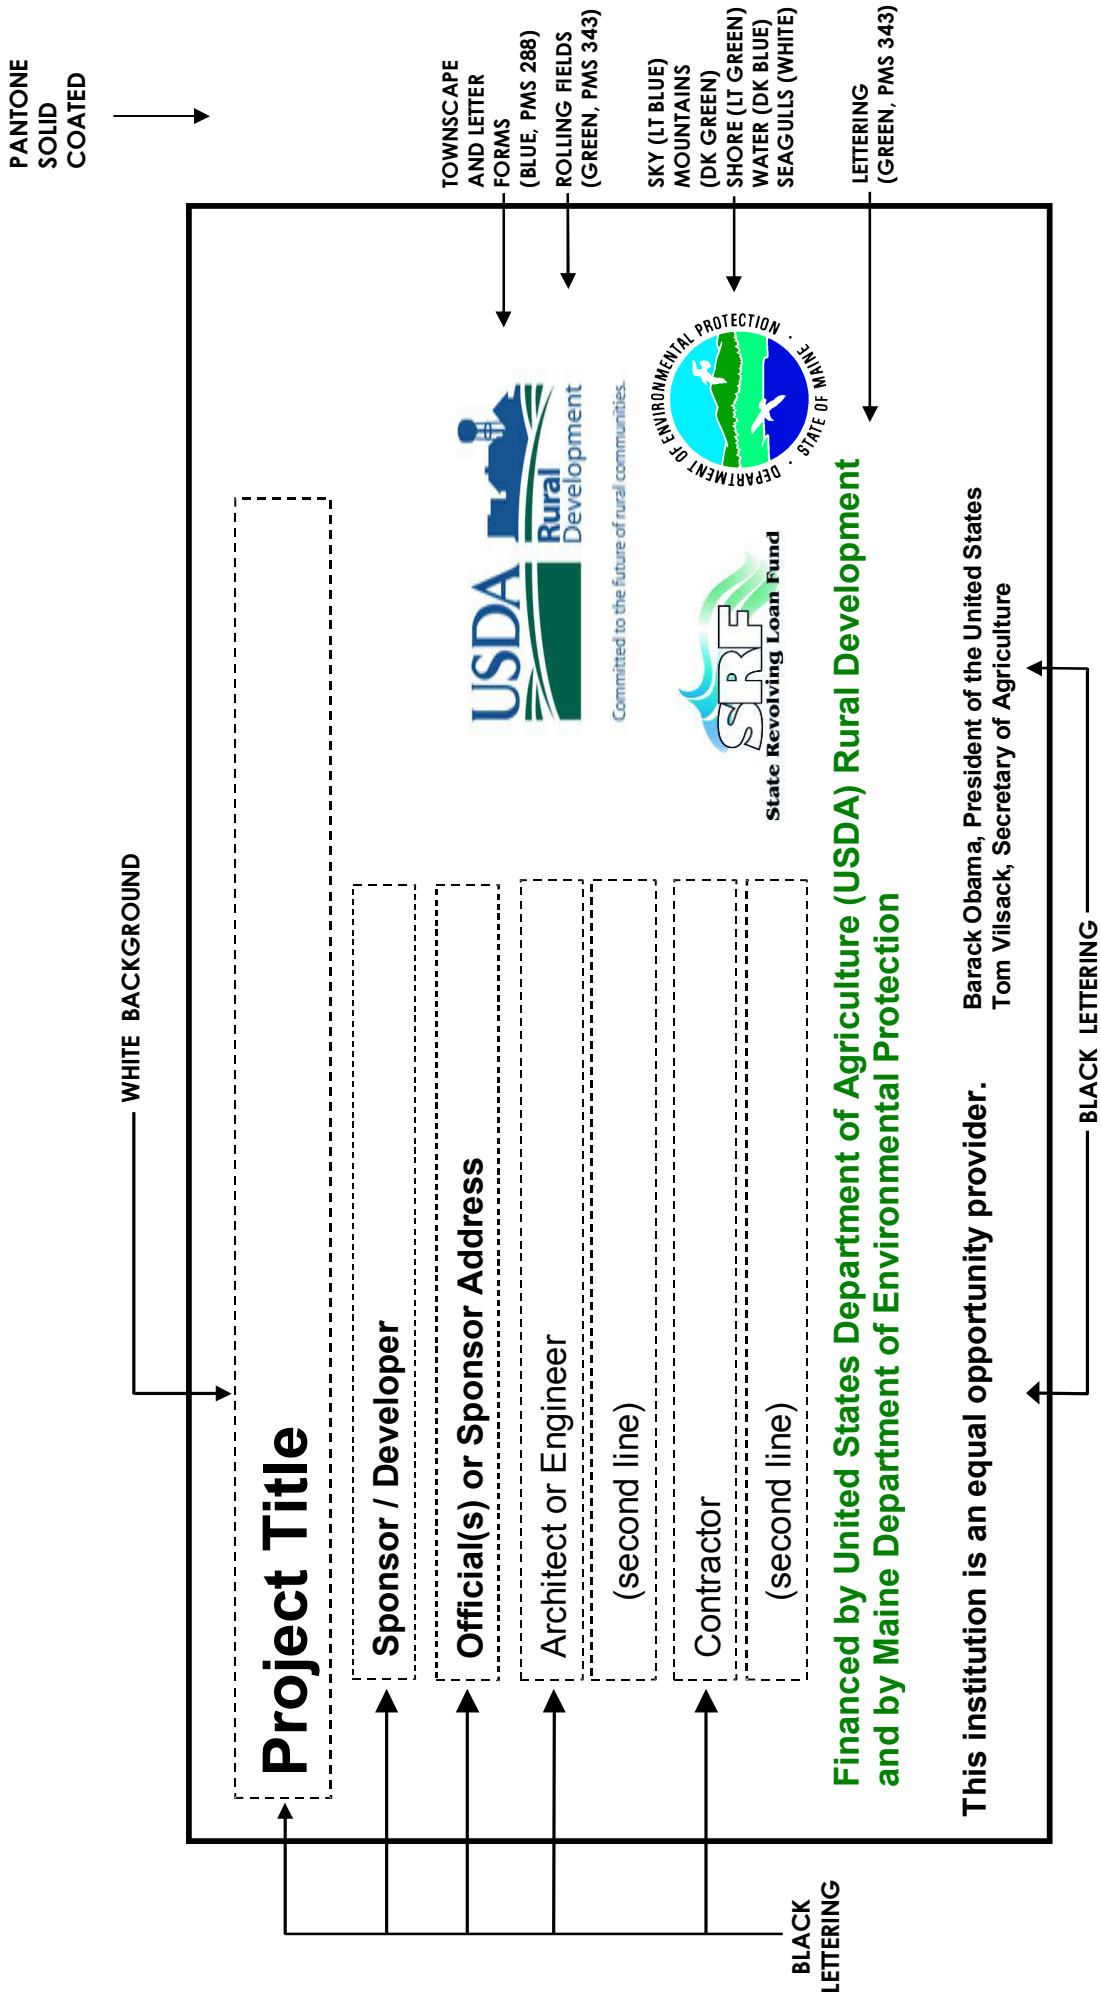 WHITE BACKGROUND
PANTONE
SOLID
COATED
BLACK
LETTERING
Project Title
Sponsor / Developer
Official(s) or Sponsor Address
Architect or Engineer
(second line)
Contractor
(second line)
USDA
Rural
Development
Committed to the future of rural communities.
SRF
State Revolving Loan Fund
DEPARTMENT OF ENVIRONMENTAL PROTECTION · STATE OF MAINE ·
TOWNSCAPE
AND LETTER
FORMS
(BLUE, PMS 288)
ROLLING FIELDS
(GREEN, PMS 343)
SKY (LT BLUE)
MOUNTAINS
(DK GREEN)
SHORE (LT GREEN)
WATER (DK BLUE)
SEAGULLS (WHITE)
LETTERING
(GREEN, PMS 343)
Financed by United States Department of Agriculture (USDA) Rural Development
and by Maine Department of Environmental Protection
This institution is an equal opportunity provider.
Barack Obama, President of the United States
Tom Vilsack, Secretary of Agriculture
BLACK LETTERING